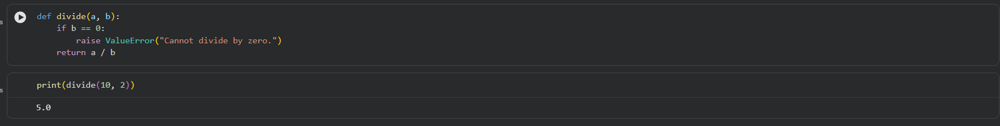 def divide(a, b):
    if b == 0:
        raise ValueError("Cannot divide by zero.")
    return a / b
s
print(divide(10, 2))
s
5.0